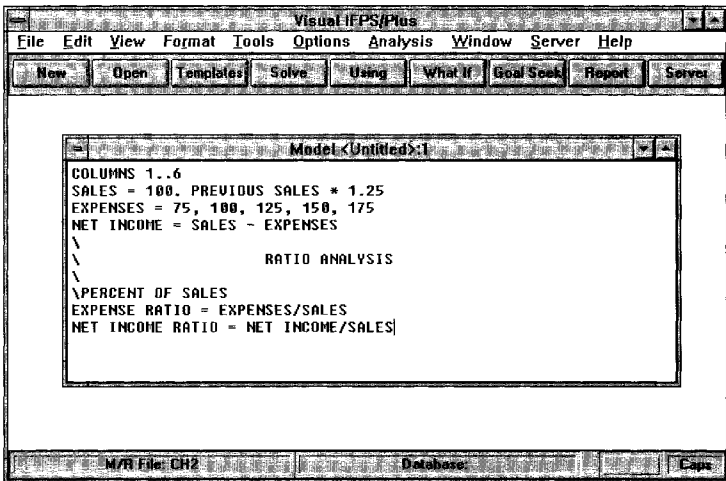 Visual IFPS/Plus
File Edit View Format Tools Options Analysis Window Server Help
New Open Templates Solve Using What If Goal Seek Report Server
Model <Untitled>:1
COLUMNS 1..6
SALES = 100. PREVIOUS SALES * 1.25
EXPENSES = 75, 100, 125, 150, 175
NET INCOME = SALES - EXPENSES
\
\ RATIO ANALYSIS
\
\PERCENT OF SALES
EXPENSE RATIO = EXPENSES/SALES
NET INCOME RATIO = NET INCOME/SALES
M/R File: CH2 Database: Caps